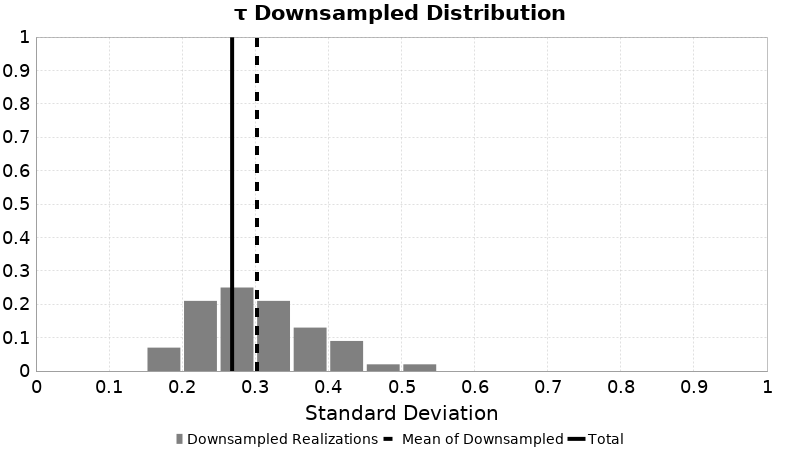 τ Downsampled Distribution
1
0.9
0.8
0.7
0.6
0.5
0.4
0.3
0.2
0.1
0
0 0.1 0.2 0.3 0.4 0.5 0.6 0.7 0.8 0.9 1
Standard Deviation
Downsampled Realizations Mean of Downsampled Total